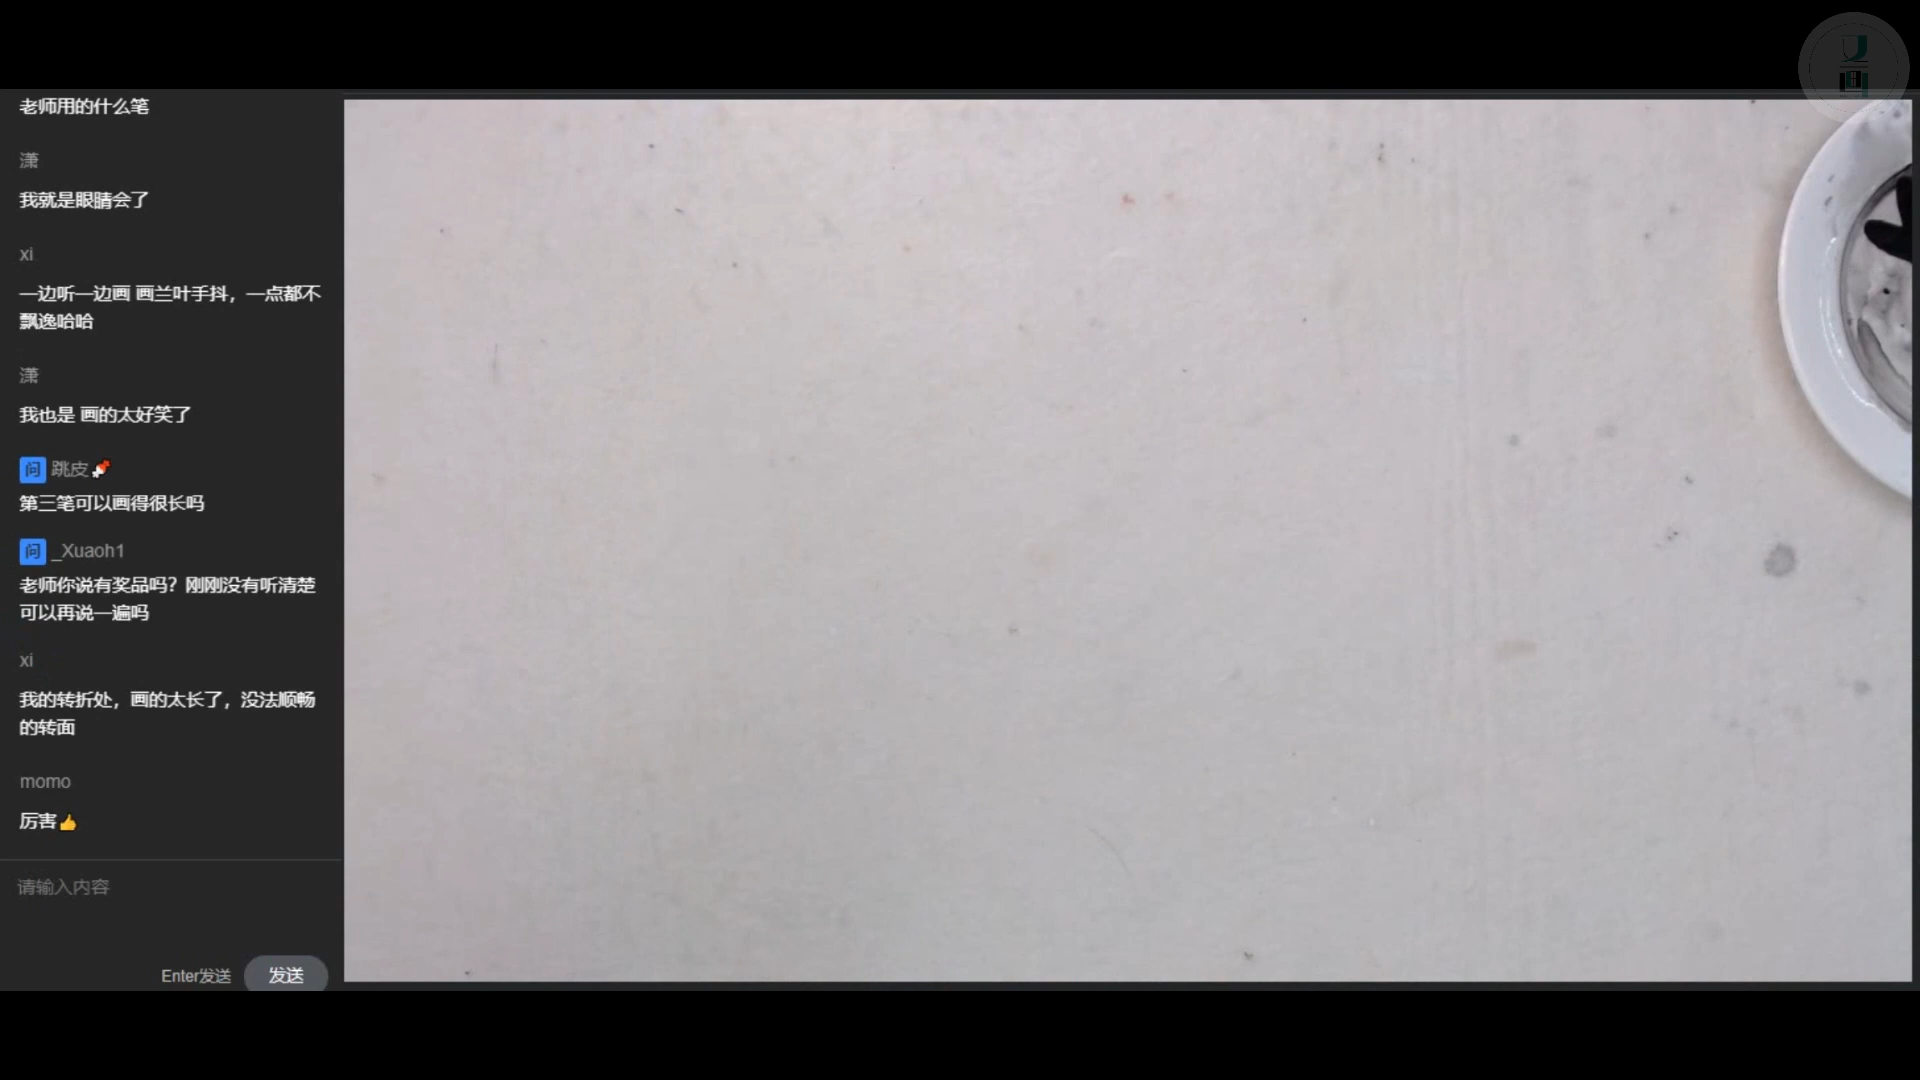 老师用的什么笔
潇
我就是眼睛会了
xi
一边听一边画 画兰叶手抖，一点都不
飘逸哈哈
潇
我也是 画的太好笑了
问 跳皮
第三笔可以画得很长吗
问 _Xuaoh1
老师你说有奖品吗？刚刚没有听清楚
可以再说一遍吗
xi
我的转折处，画的太长了，没法顺畅
的转面
momo
厉害👍
请输入内容
Enter发送 发送